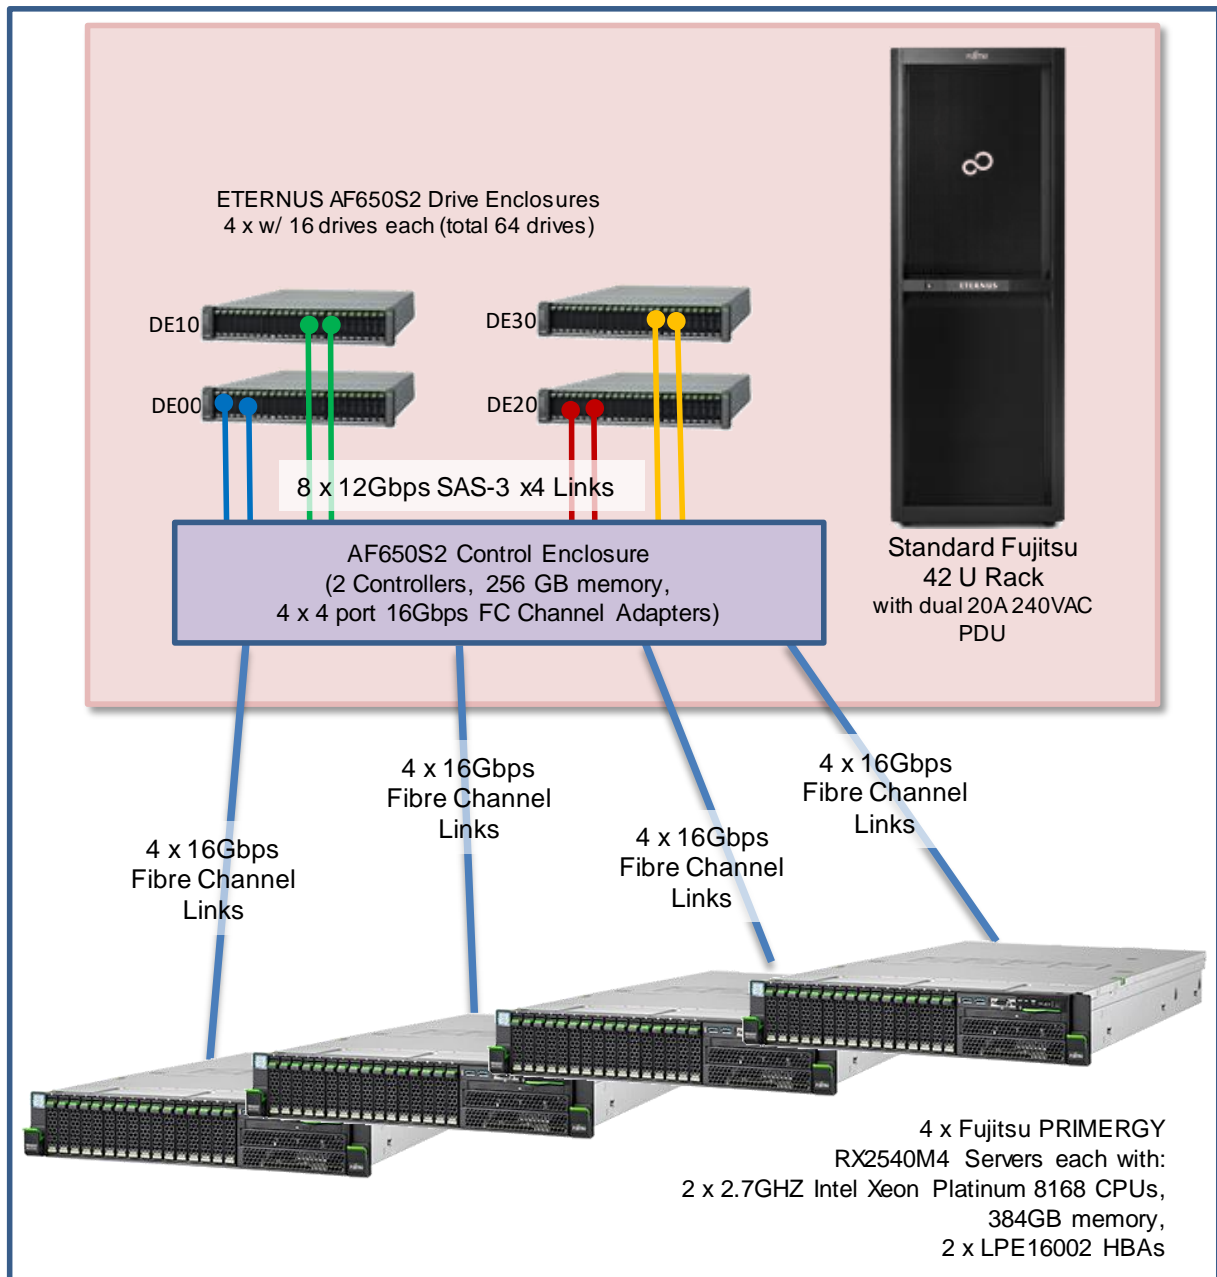 FUJITSU
ETERNUS AF650S2 Drive Enclosures
4 x w/ 16 drives each (total 64 drives)
ETERNUS
DE10
DE30
DE00
DE20
8 x 12Gbps SAS-3 x4 Links
AF650S2 Control Enclosure
(2 Controllers, 256 GB memory,
4 x 4 port 16Gbps FC Channel Adapters)
Standard Fujitsu
42 U Rack
with dual 20A 240VAC
PDU
4 x 16Gbps
Fibre Channel
Links
4 x 16Gbps
Fibre Channel
Links
4 x 16Gbps
Fibre Channel
Links
4 x 16Gbps
Fibre Channel
Links
4 x Fujitsu PRIMERGY
RX2540M4 Servers each with:
2 x 2.7GHZ Intel Xeon Platinum 8168 CPUs,
384GB memory,
2 x LPE16002 HBAs